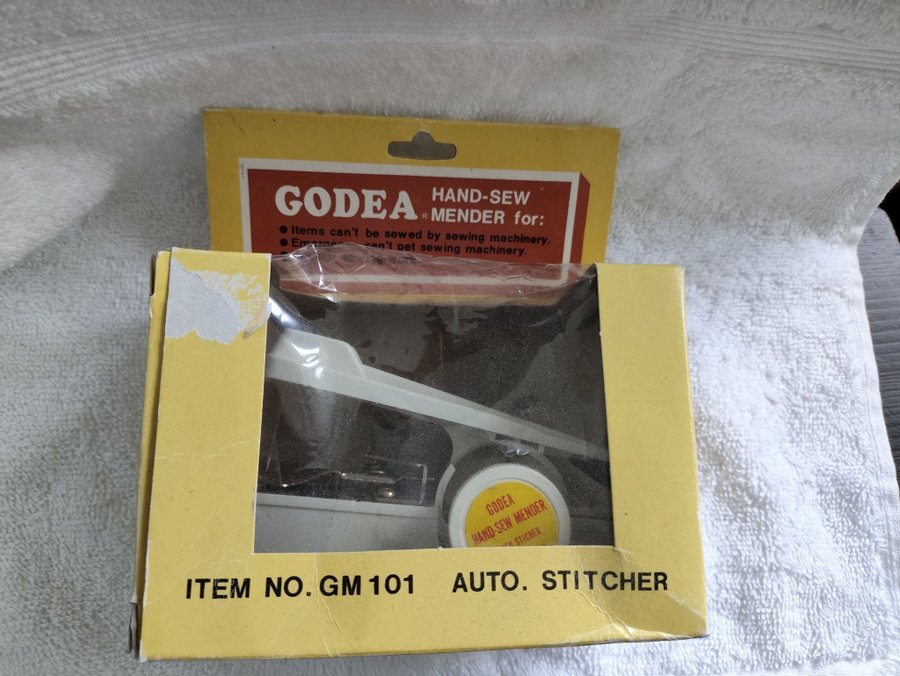 GODEA ® HAND-SEW
MENDER for:
● Items can't be sewed by sewing machinery.
● can't get sewing machinery.
ITEM NO. GM101 AUTO. STITCHER
GODEA
HAND-SEW MENDER
STICHER.